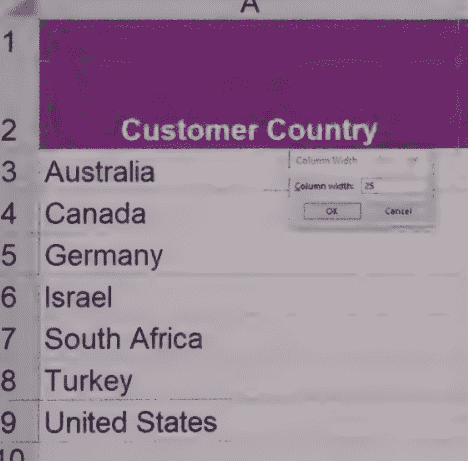 A
1
2 Customer Country
Column Width
3 Australia
Column width: 25
4 Canada
OK Cancel
5 Germany
6 Israel
7 South Africa
8 Turkey
9 United States
10